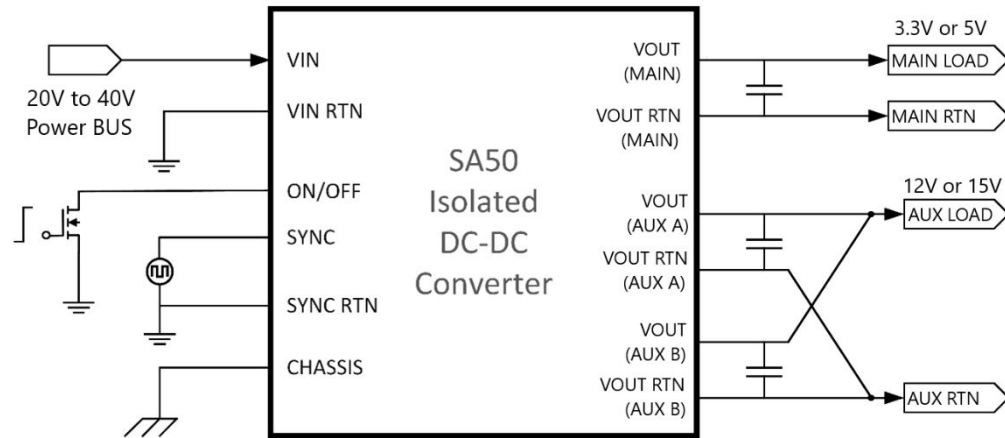 20V to 40V
Power BUS
VIN
VIN RTN
ON/OFF
SYNC
SYNC RTN
CHASSIS
SA50
Isolated
DC-DC
Converter
VOUT
(MAIN)
VOUT RTN
(MAIN)
VOUT
(AUX A)
VOUT RTN
(AUX A)
VOUT
(AUX B)
VOUT RTN
(AUX B)
3.3V or 5V
MAIN LOAD
MAIN RTN
12V or 15V
AUX LOAD
AUX RTN